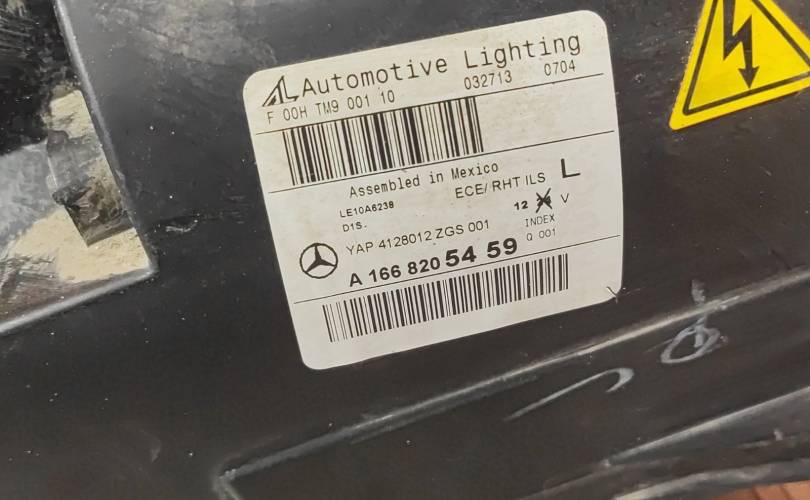 AL Automotive Lighting
F 00H TM9 001 10 032713 0704
Assembled in Mexico
LE10A6238 ECE/ RHT ILS L
D1S. 12 V
YAP 4128012 ZGS 001 INDEX
A 166 820 54 59 Q 001